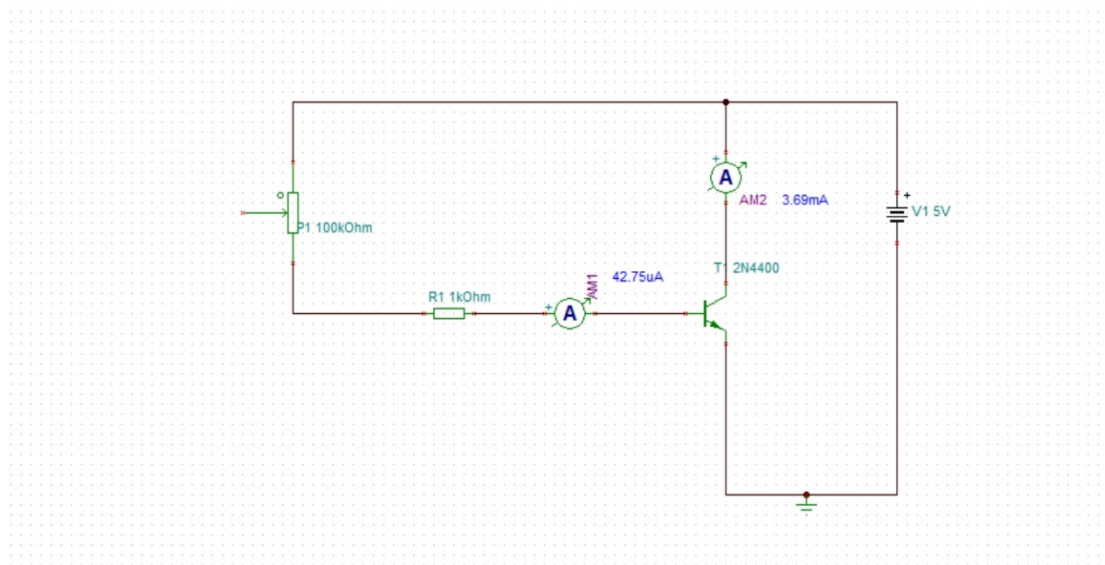 +
A
AM2 3.69mA
+
V1 5V
P1 100kOhm
T1 2N4400
AM1
42.75uA
R1 1kOhm
+
A